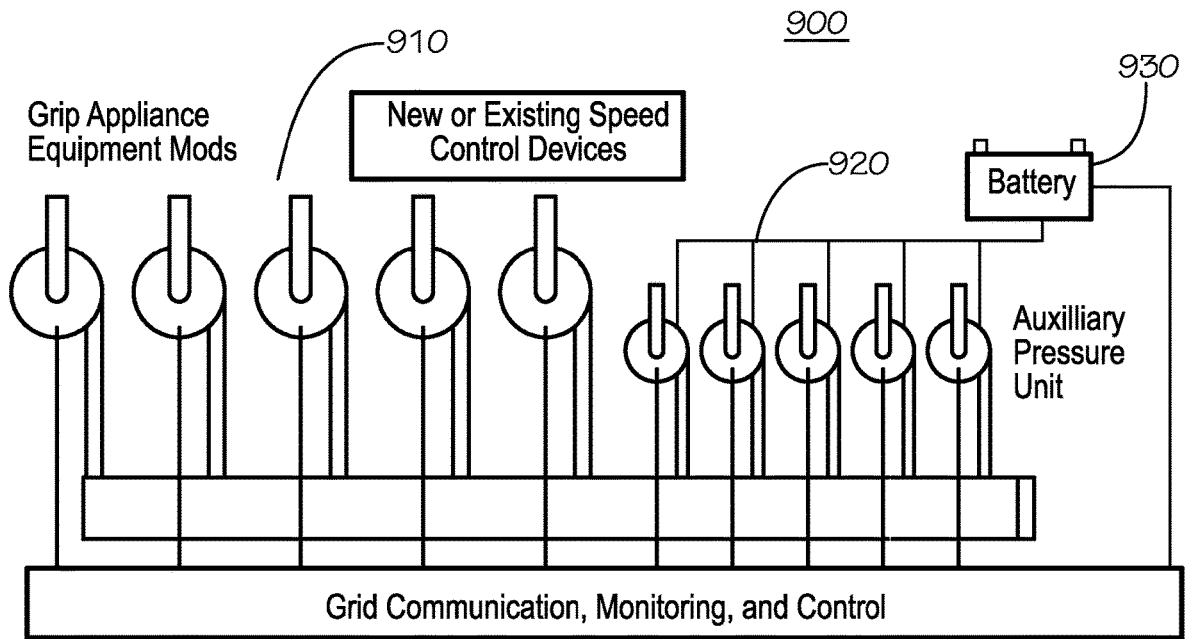 900
910
930
Grip Appliance
Equipment Mods
New or Existing Speed
Control Devices
920
Battery
Auxilliary
Pressure
Unit
Grid Communication, Monitoring, and Control